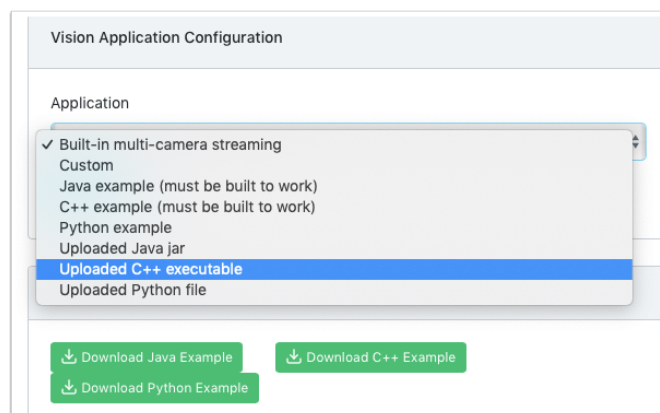 Vision Application Configuration
Application
✓ Built-in multi-camera streaming
Custom
Java example (must be built to work)
C++ example (must be built to work)
Python example
Uploaded Java jar
Uploaded C++ executable
Uploaded Python file
Download Java Example Download C++ Example
Download Python Example